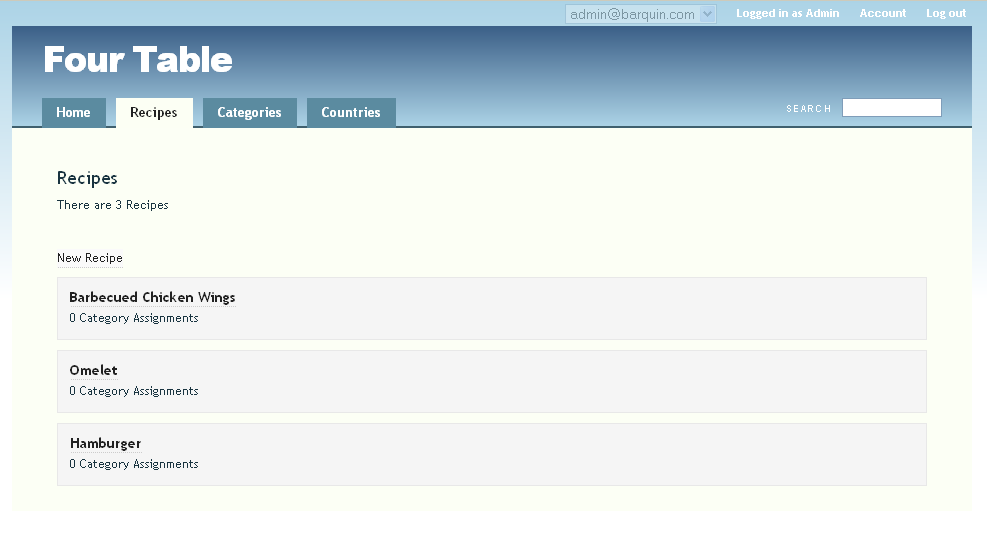 admin@barquin.com Logged in as Admin Account Log out
Four Table
Home Recipes Categories Countries SEARCH
Recipes
There are 3 Recipes
New Recipe
Barbecued Chicken Wings
0 Category Assignments
Omelet
0 Category Assignments
Hamburger
0 Category Assignments